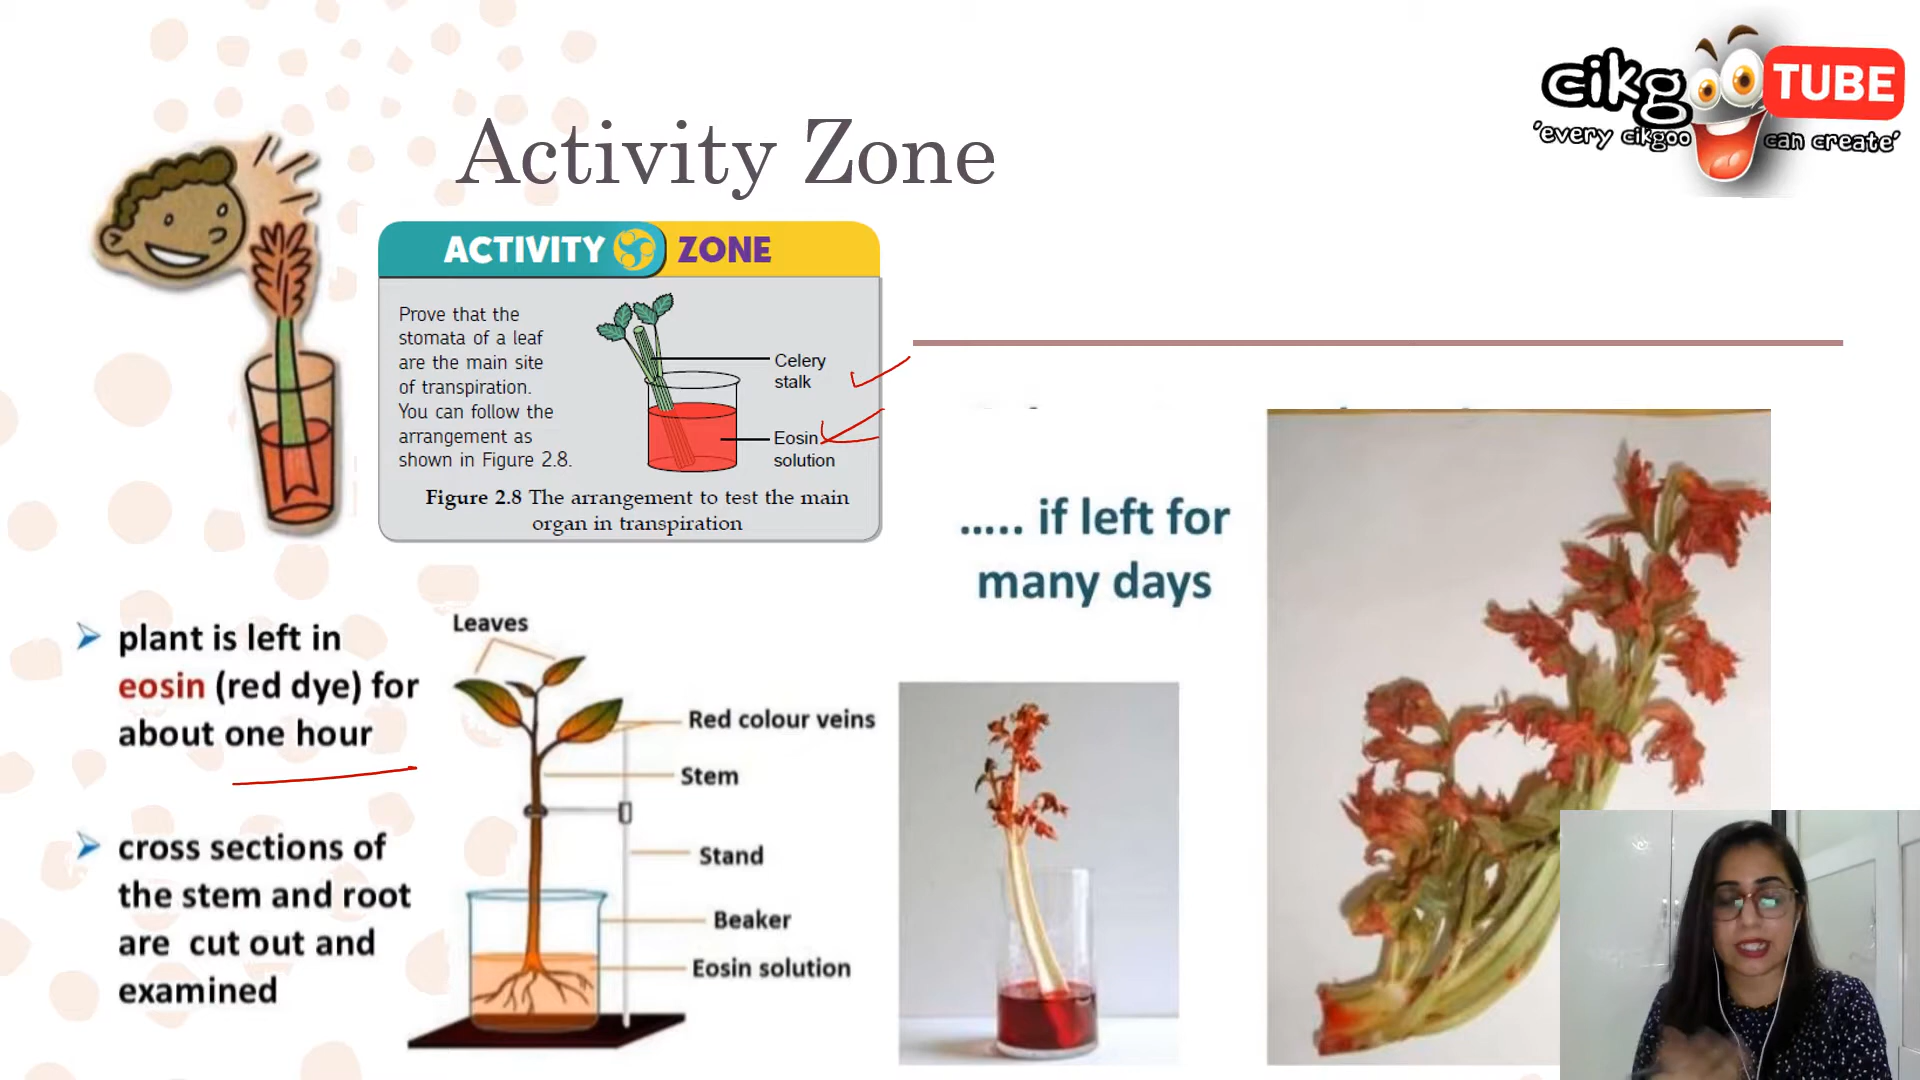 cikgoo TUBE
'every cikgoo can create'
Activity Zone
ACTIVITY ZONE
Prove that the
stomata of a leaf
are the main site
of transpiration.
You can follow the
arrangement as
shown in Figure 2.8.
Celery
stalk
Eosin
solution
Figure 2.8 The arrangement to test the main
organ in transpiration
..... if left for
many days
plant is left in
eosin (red dye) for
about one hour
cross sections of
the stem and root
are cut out and
examined
Leaves
Red colour veins
Stem
Stand
Beaker
Eosin solution